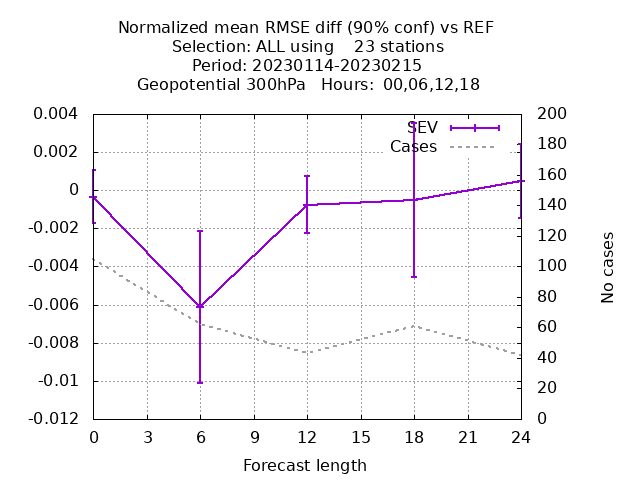 Normalized mean RMSE diff (90% conf) vs REF
Selection: ALL using    23 stations
Period: 20230114-20230215
Geopotential 300hPa   Hours: 00,06,12,18
SEV
Cases
0.004
0.002
0
-0.002
-0.004
-0.006
-0.008
-0.01
-0.012
200
180
160
140
120
100
80
60
40
20
0
No cases
0 3 6 9 12 15 18 21 24
Forecast length